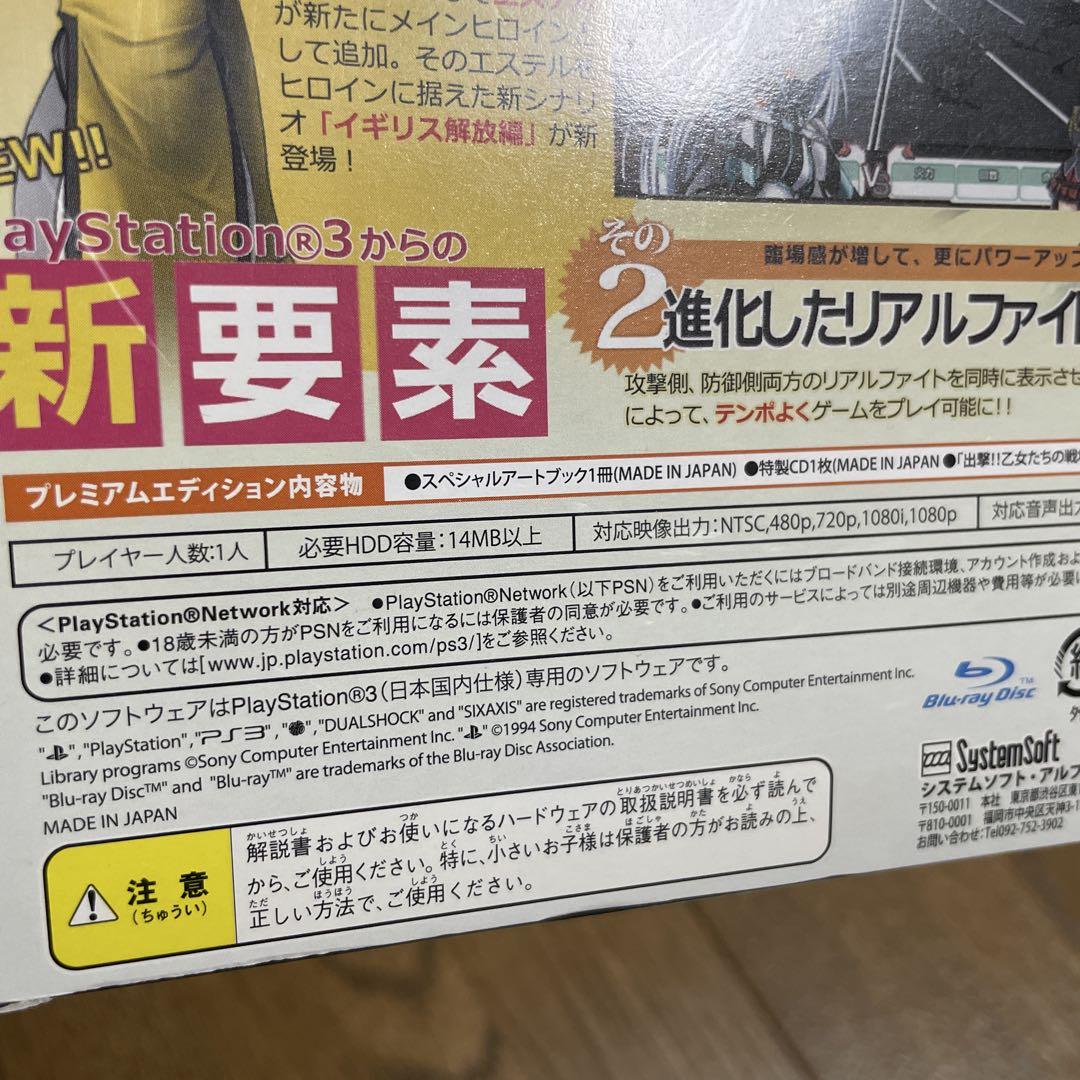 が新たにメインヒロイン
して追加。そのエステル
ヒロインに据えた新シナリ
オ「イギリス解放編」が新
登場！
EW!!
ayStation®3からの
新要素
火力
その2
臨場感が増して、更にパワーアップ
進化したリアルファイ
攻撃側、防御側両方のリアルファイトを同時に表示させ
によって、テンポよくゲームをプレイ可能に!!
プレミアムエディション内容物
●スペシャルアートブック1冊(MADE IN JAPAN) ●特製CD1枚(MADE IN JAPAN ●「出撃!!乙女たちの戦
プレイヤー人数:1人
必要HDD容量:14MB以上
対応映像出力:NTSC,480p,720p,1080i,1080p
対応音声出力
<PlayStation®Network対応> ●PlayStation®Network(以下PSN)をご利用いただくにはブロードバンド接続環境、アカウント作成およ
必要です。●18歳未満の方がPSNをご利用になるには保護者の同意が必要です。●ご利用のサービスによっては別途周辺機器や費用等が必要に
●詳細については[www.jp.playstation.com/ps3/]をご参照ください。
このソフトウェアはPlayStation®3(日本国内仕様)専用のソフトウェアです。
" ","PlayStation","PS3"," ","DUALSHOCK" and "SIXAXIS" are registered trademarks of Sony Computer Entertainment Inc.
Library programs ©Sony Computer Entertainment Inc. " " ©1994 Sony Computer Entertainment Inc.
"Blu-ray Disc™" and "Blu-ray™" are trademarks of the Blu-ray Disc Association.
MADE IN JAPAN
Blu-ray Disc™
SystemSoft
システムソフト・アルフ
〒150-0011 本社 東京都渋谷区東
〒810-0001 福岡市中央区天神3-1
お問い合わせ:Tel092-752-3902
注意
(ちゅうい)
解説書およびお使いになるハードウェアの取扱説明書を必ず読んで
から、ご使用ください。特に、小さいお子様は保護者の方がお読みの上、
正しい方法で、ご使用ください。